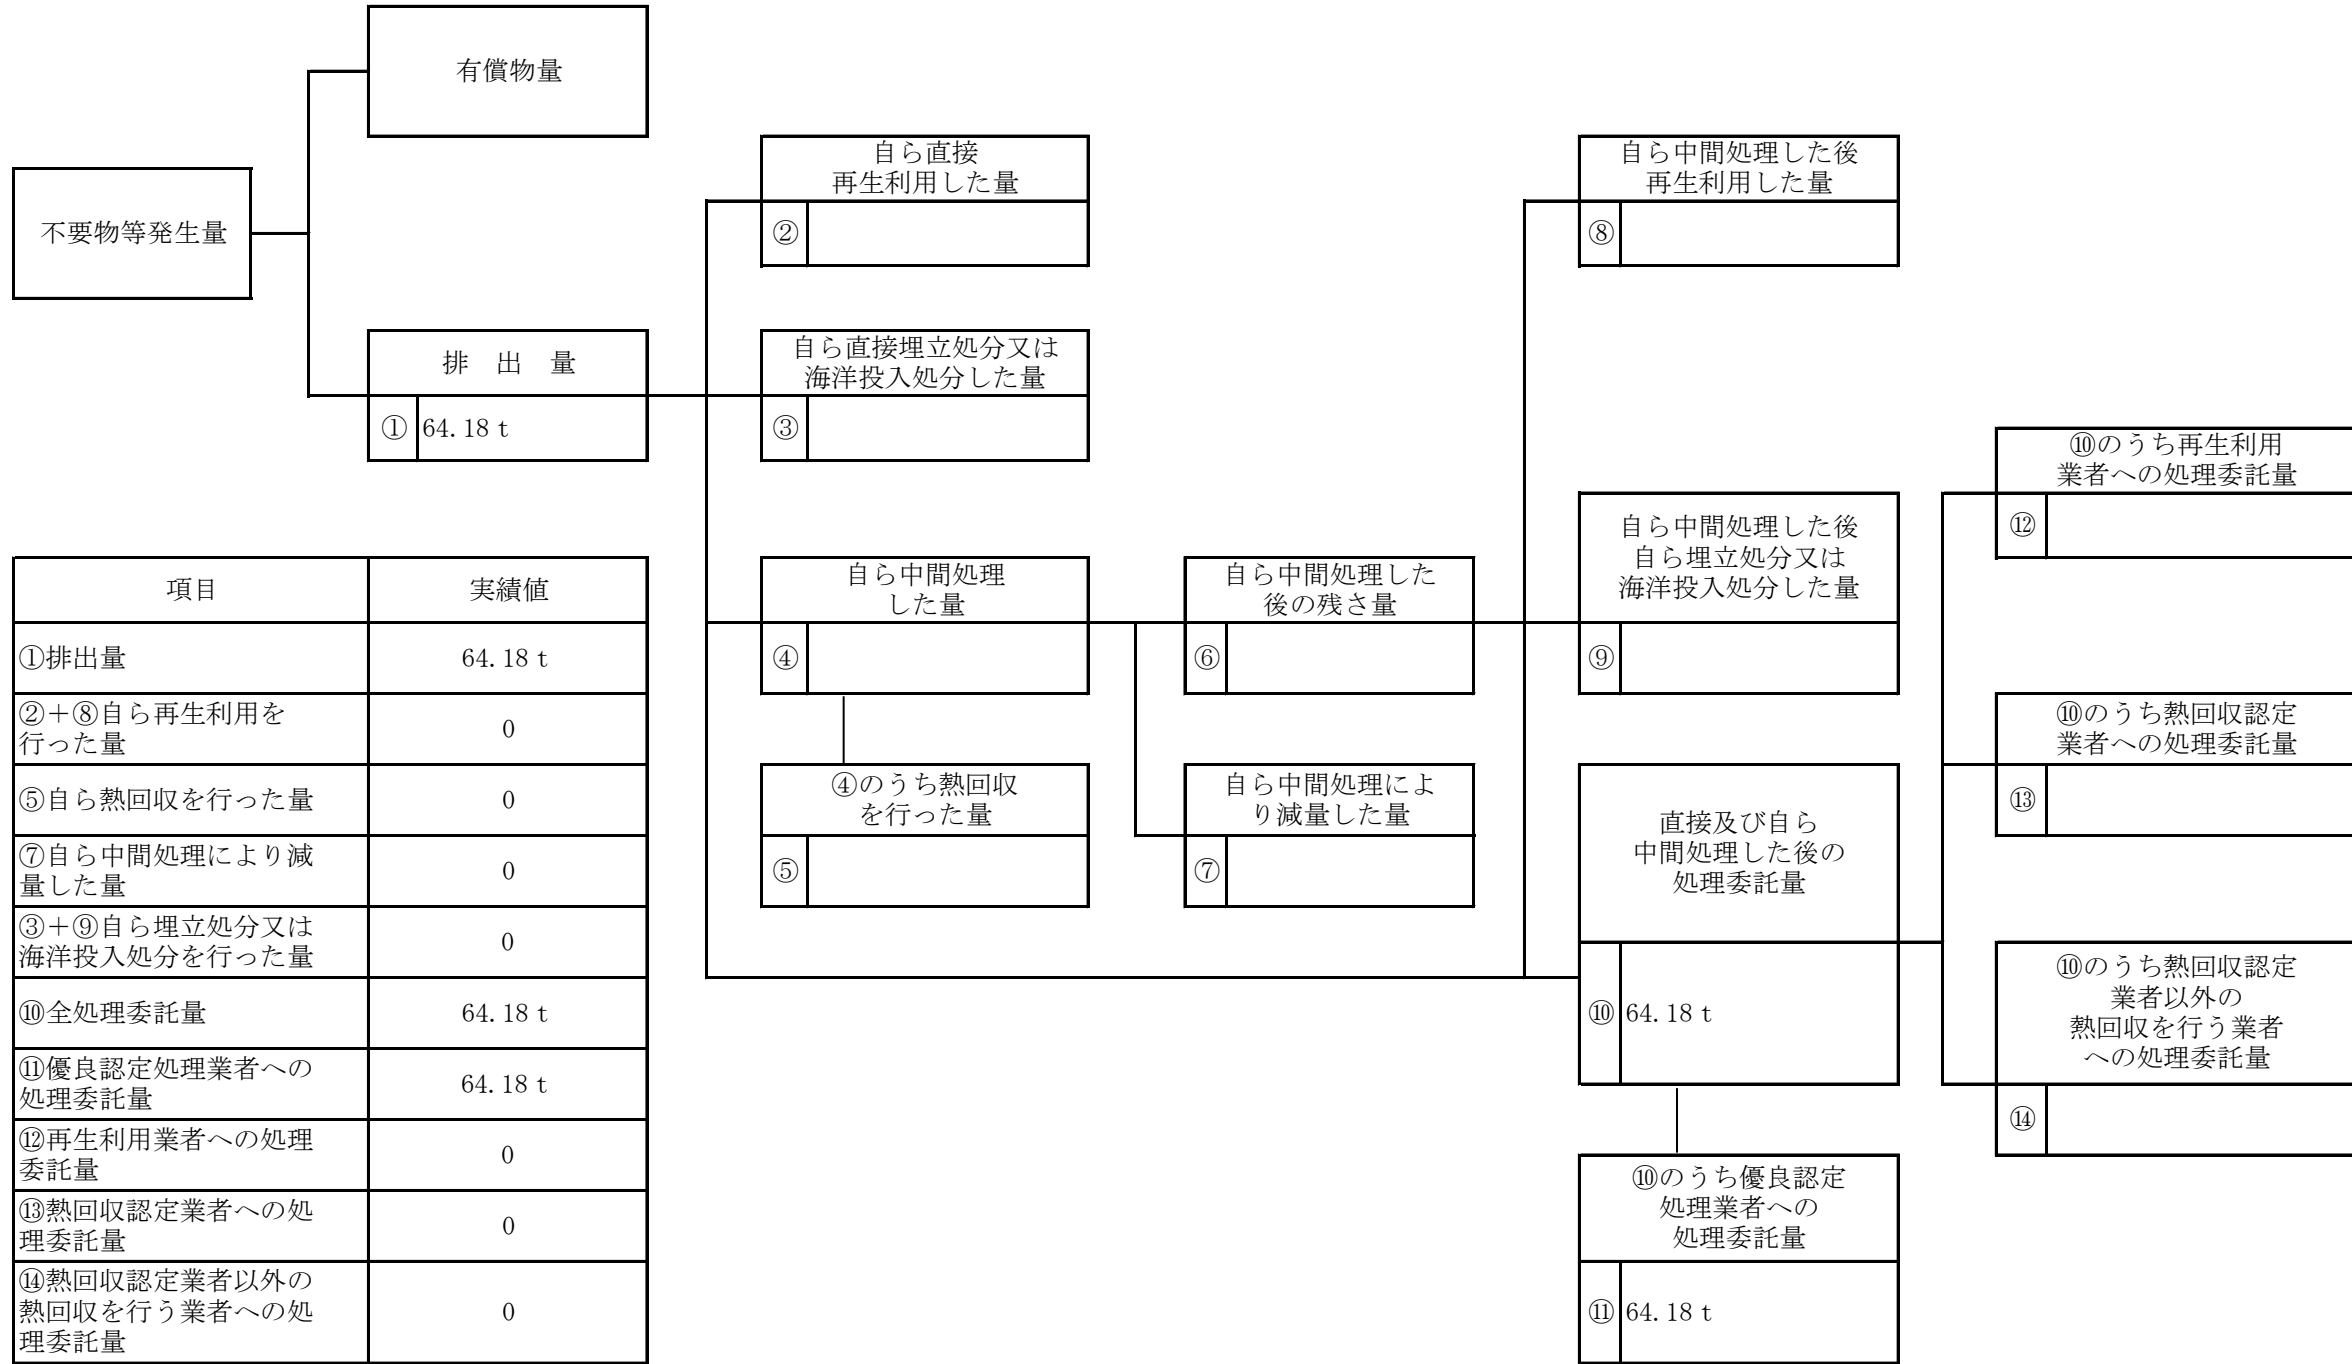 有償物量
不要物等発生量
排　出　量
① 64.18 t
自ら直接
再生利用した量
②
自ら直接埋立処分又は
海洋投入処分した量
③
自ら中間処理
した量
④
④のうち熱回収
を行った量
⑤
自ら中間処理した
後の残さ量
⑥
自ら中間処理によ
り減量した量
⑦
自ら中間処理した後
再生利用した量
⑧
自ら中間処理した後
自ら埋立処分又は
海洋投入処分した量
⑨
直接及び自ら
中間処理した後の
処理委託量
⑩ 64.18 t
⑩のうち優良認定
処理業者への
処理委託量
⑪ 64.18 t
⑩のうち再生利用
業者への処理委託量
⑫
⑩のうち熱回収認定
業者への処理委託量
⑬
⑩のうち熱回収認定
業者以外の
熱回収を行う業者
への処理委託量
⑭
項目 実績値
①排出量 64.18 t
②＋⑧自ら再生利用を
行った量 0
⑤自ら熱回収を行った量 0
⑦自ら中間処理により減
量した量 0
③＋⑨自ら埋立処分又は
海洋投入処分を行った量 0
⑩全処理委託量 64.18 t
⑪優良認定処理業者への
処理委託量 64.18 t
⑫再生利用業者への処理
委託量 0
⑬熱回収認定業者への処
理委託量 0
⑭熱回収認定業者以外の
熱回収を行う業者への処
理委託量 0